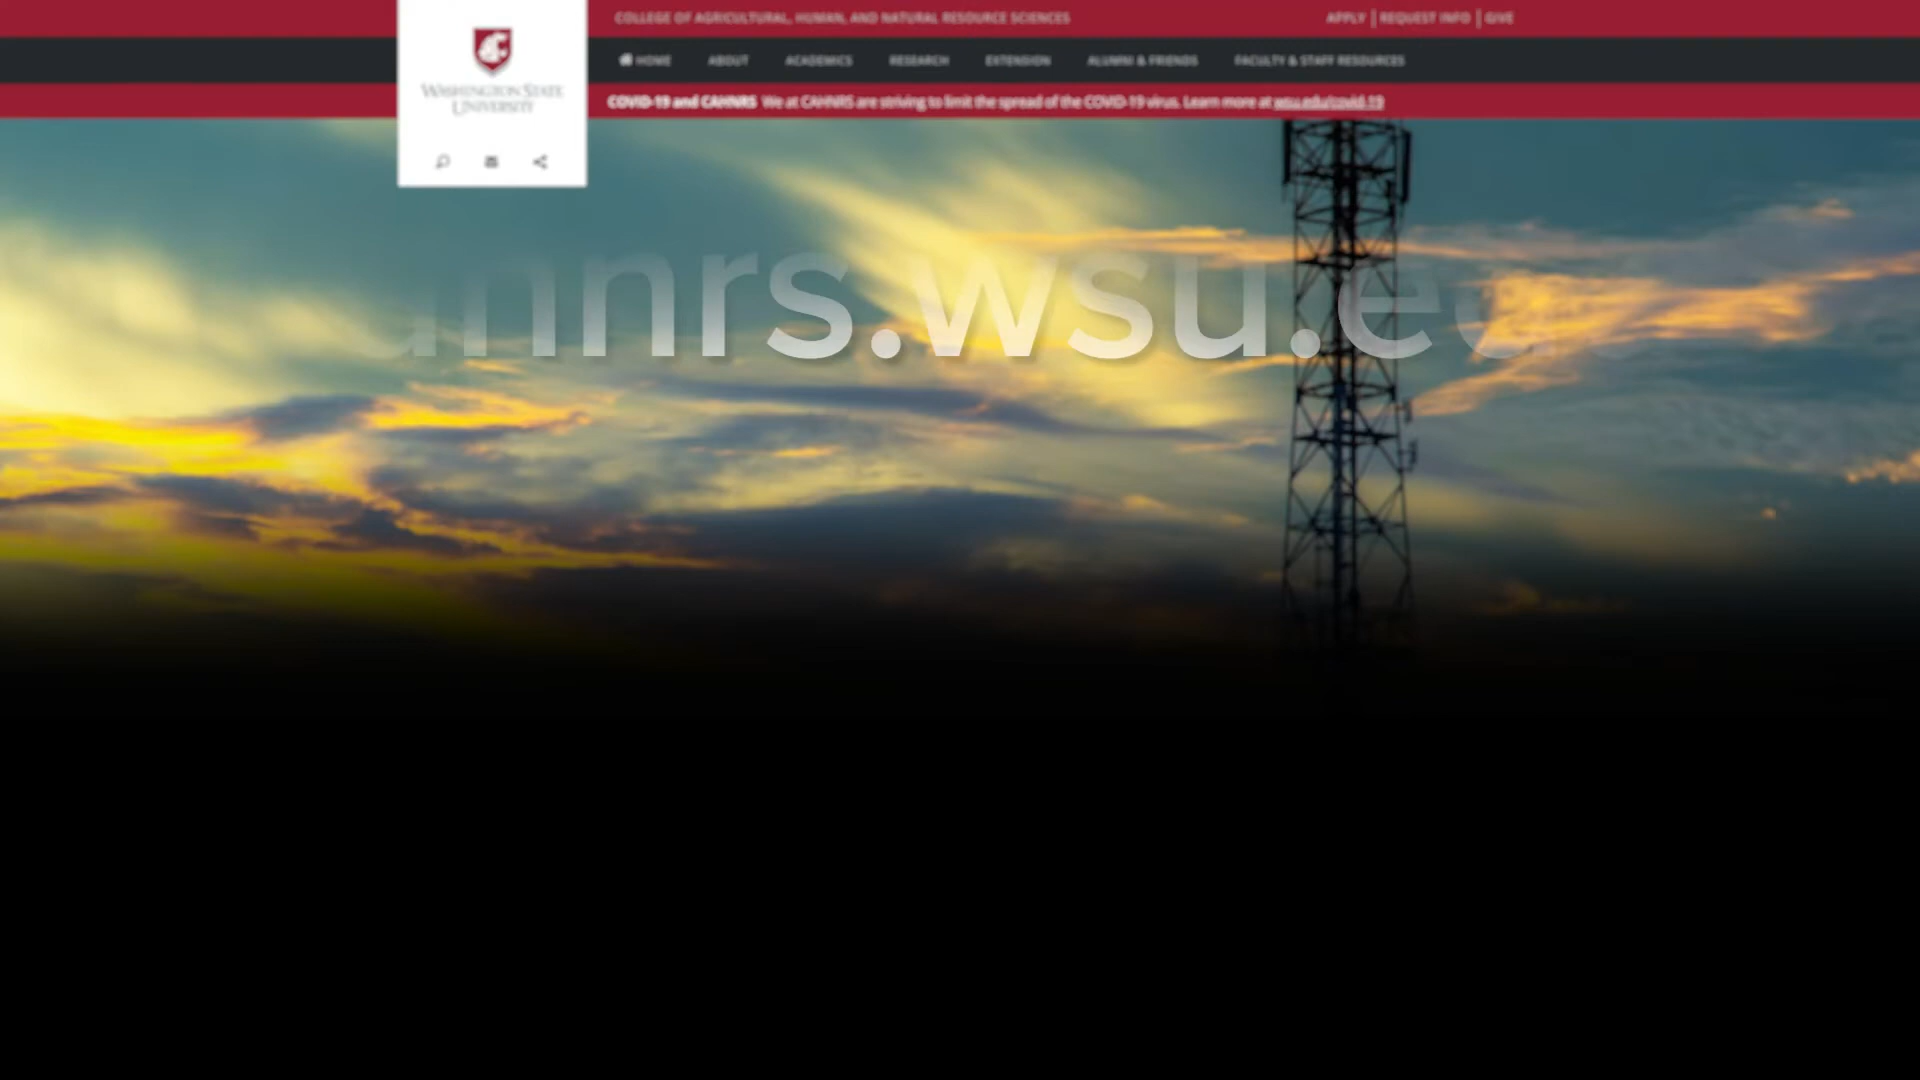 COLLEGE OF AGRICULTURAL, HUMAN, AND NATURAL RESOURCE SCIENCES
APPLY | REQUEST INFO | GIVE
HOME ABOUT ACADEMICS RESEARCH EXTENSION ALUMNI & FRIENDS FACULTY & STAFF RESOURCES
WASHINGTON STATE
UNIVERSITY
COVID-19 and CAHNRS We at CAHNRS are striving to limit the spread of the COVID-19 virus. Learn more at wsu.edu/covid-19
ahnrs.wsu.ed